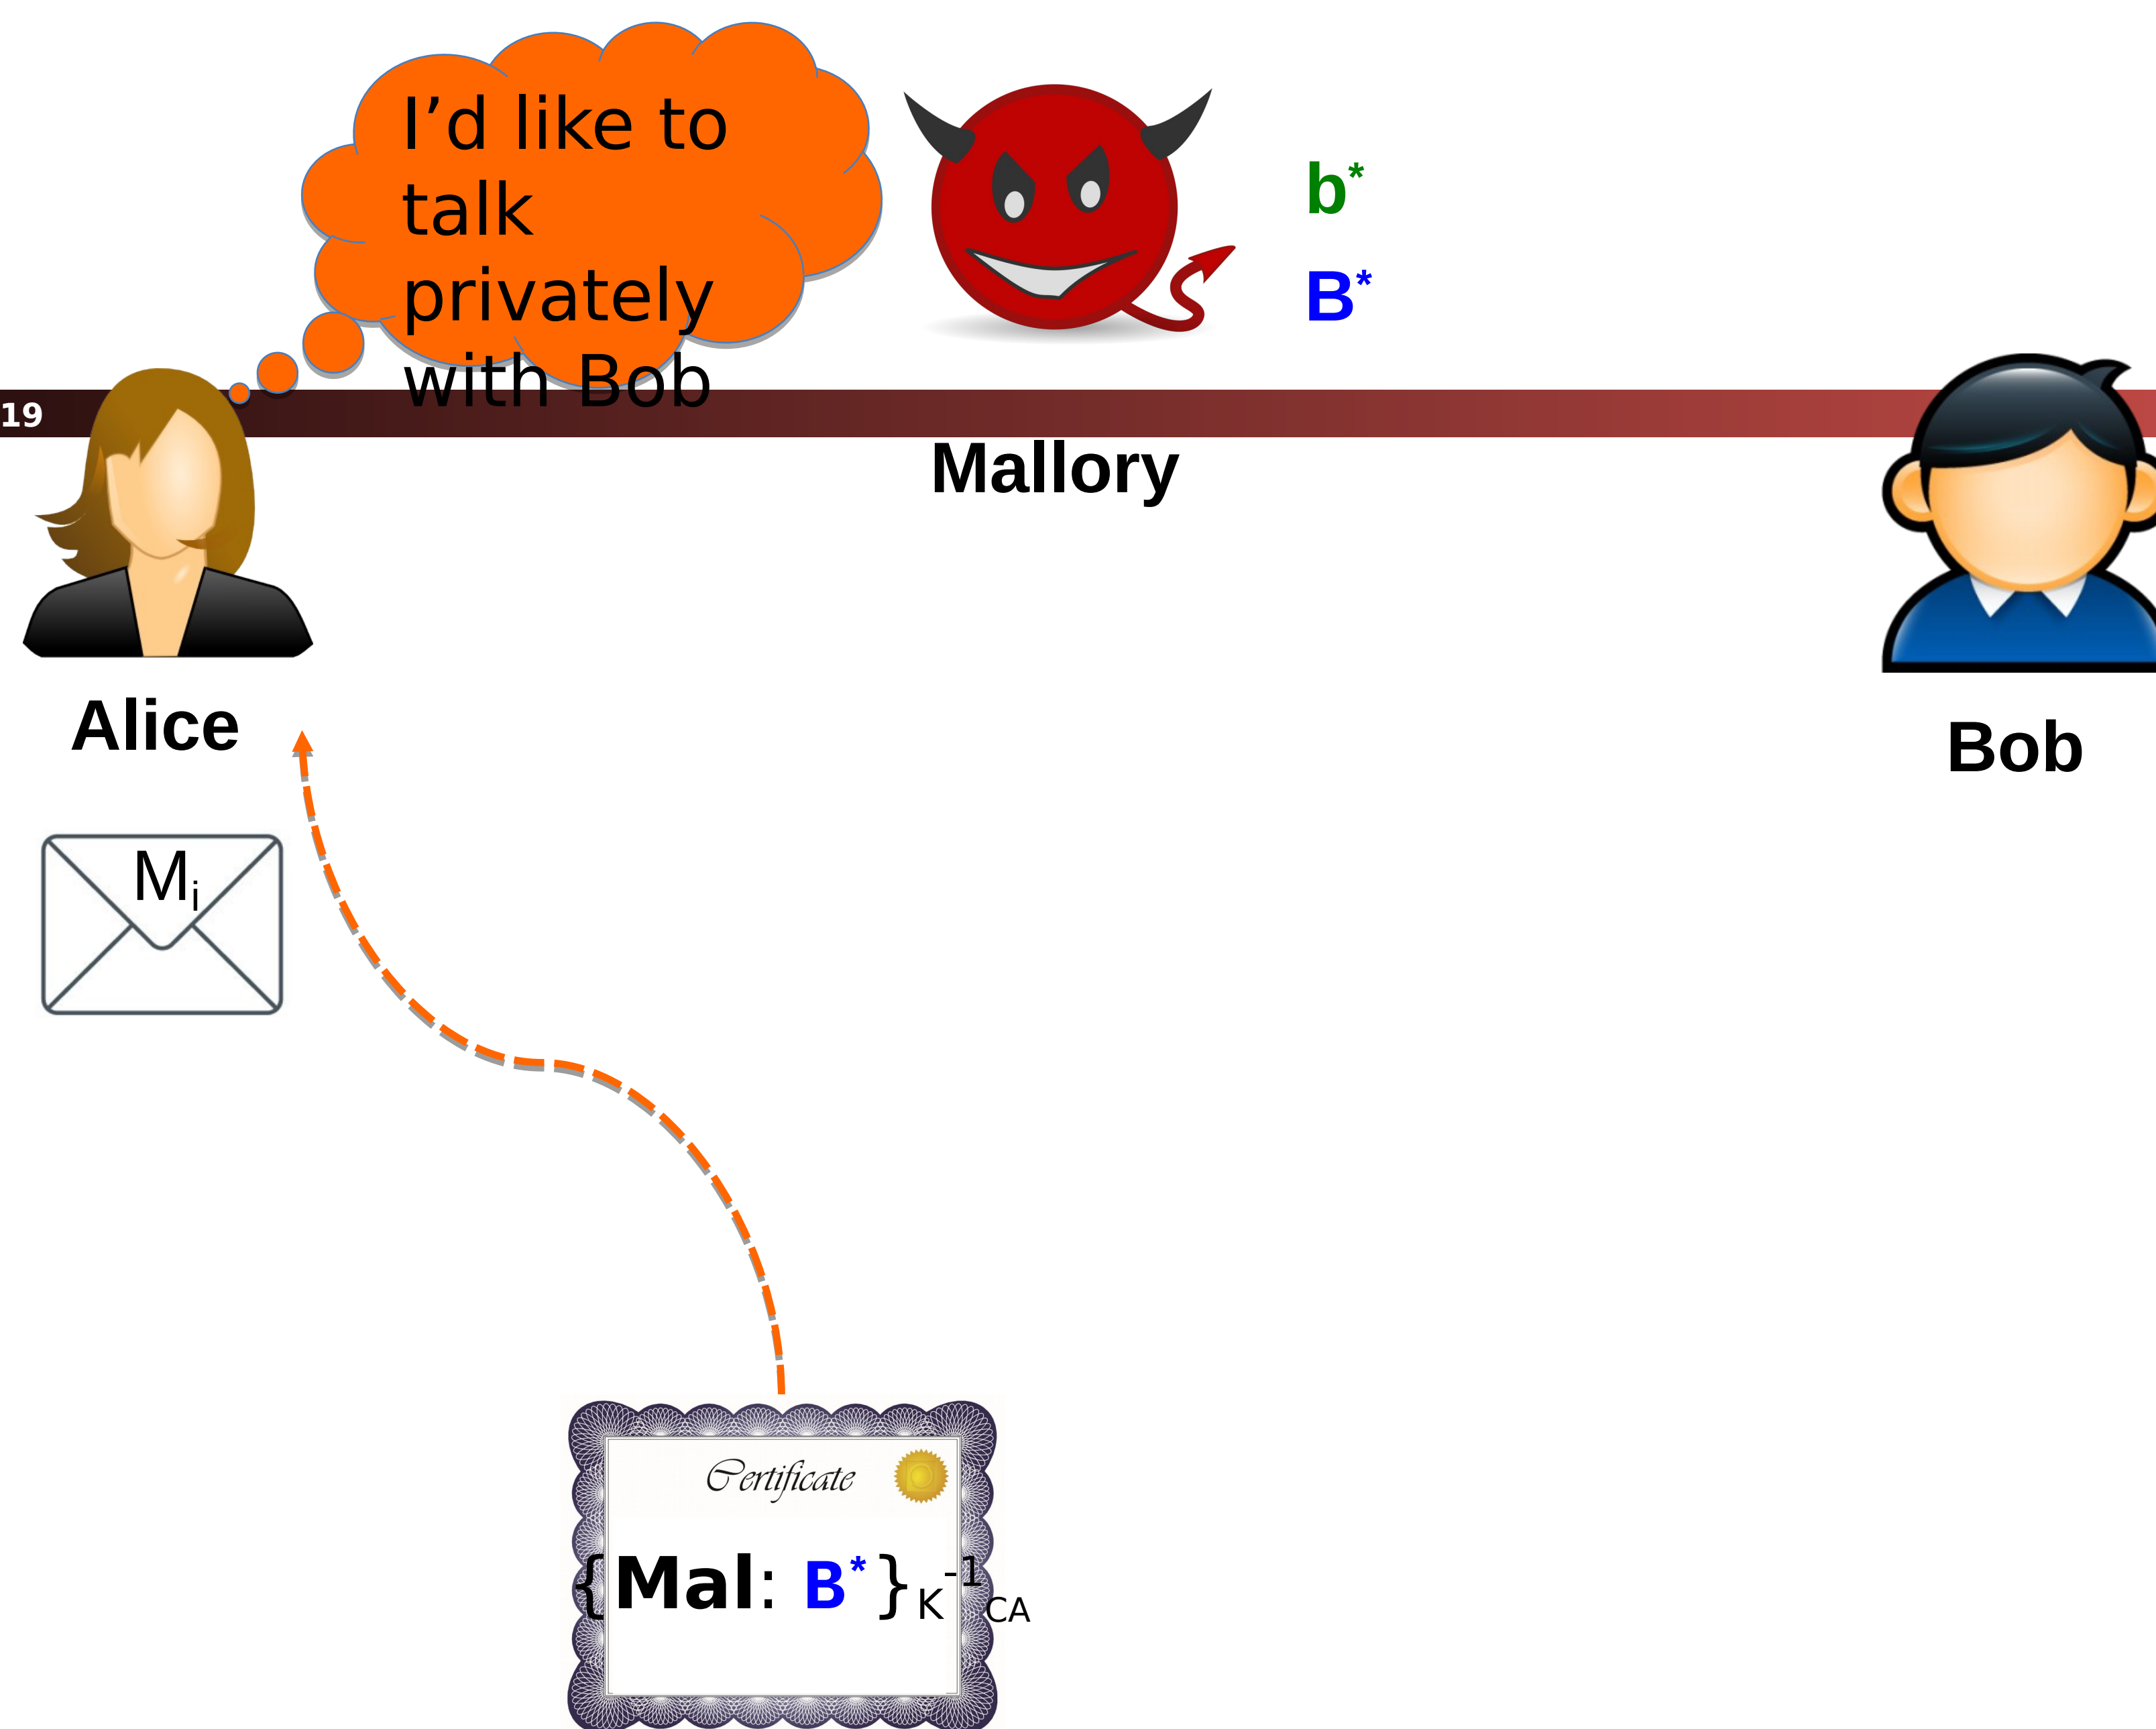 I’d like to
talk
privately
with Bob
b*
B*
19
Mallory
Alice
Bob
Mi
Certificate
{Mal: B*}K-1CA